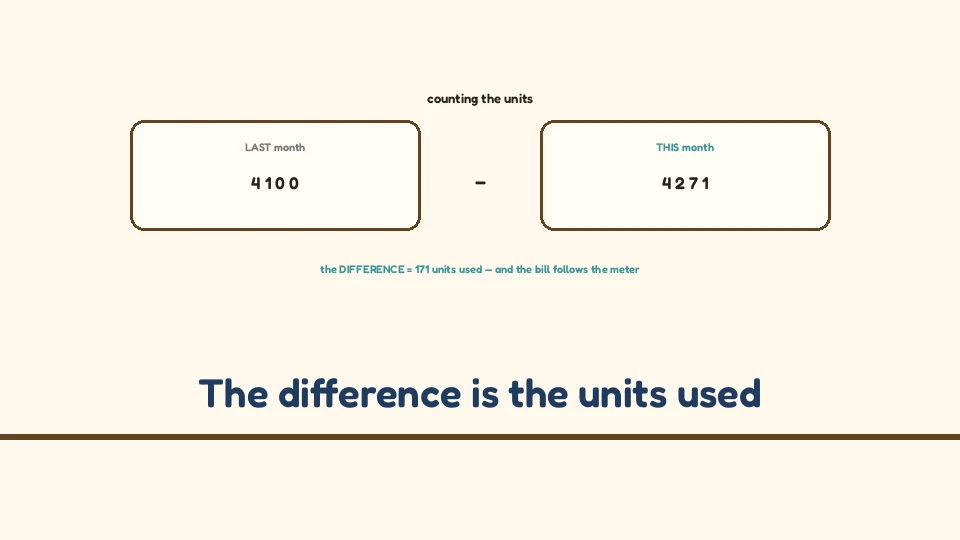 counting the units
LAST month
4100
–
THIS month
4271
the DIFFERENCE = 171 units used — and the bill follows the meter
The difference is the units used